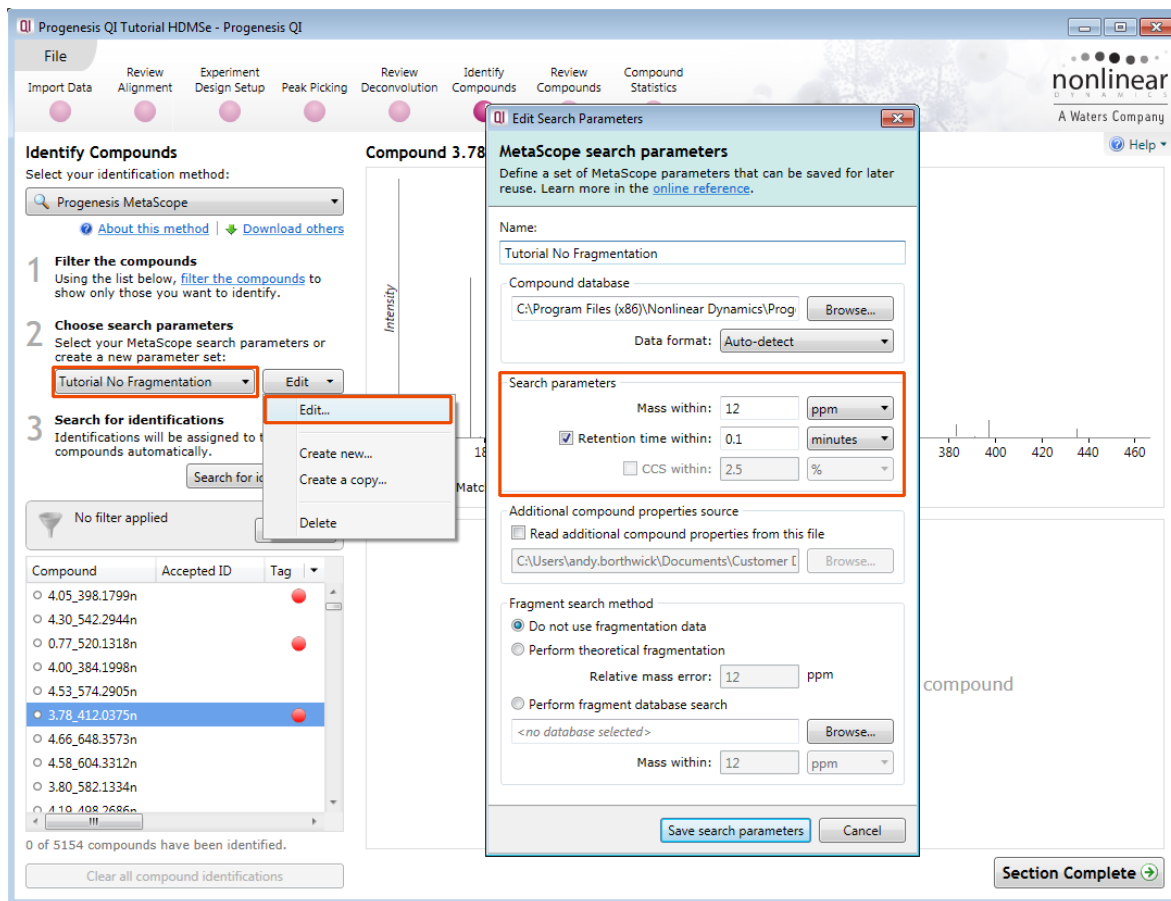 Progenesis QI Tutorial HDMSe - Progenesis QI
File
Import Data
Review
Alignment
Experiment
Design Setup
Peak Picking
Review
Deconvolution
Identify
Compounds
Review
Compounds
Compound
Statistics
nonlinear
DYNAMICS
A Waters Company
Help
Identify Compounds
Select your identification method:
Progenesis MetaScope
About this method
Download others
1 Filter the compounds
Using the list below, filter the compounds to
show only those you want to identify.
2 Choose search parameters
Select your MetaScope search parameters or
create a new parameter set:
Tutorial No Fragmentation
Edit
Edit...
Create new...
Create a copy...
Delete
3 Search for identifications
Identifications will be assigned to t
compounds automatically.
Search for id
No filter applied
Compound Accepted ID Tag
4.05_398.1799n
4.30_542.2944n
0.77_520.1318n
4.00_384.1998n
4.53_574.2905n
3.78_412.0375n
4.66_648.3573n
4.58_604.3312n
3.80_582.1334n
4.19_498.2686n
0 of 5154 compounds have been identified.
Clear all compound identifications
Compound 3.78
Intensity
18
Matc
380 400 420 440 460
compound
Section Complete
Edit Search Parameters
MetaScope search parameters
Define a set of MetaScope parameters that can be saved for later
reuse. Learn more in the online reference.
Name:
Tutorial No Fragmentation
Compound database
C:\Program Files (x86)\Nonlinear Dynamics\Prog
Browse...
Data format: Auto-detect
Search parameters
Mass within: 12 ppm
Retention time within: 0.1 minutes
CCS within: 2.5 %
Additional compound properties source
Read additional compound properties from this file
C:\Users\andy.borthwick\Documents\Customer D
Browse...
Fragment search method
Do not use fragmentation data
Perform theoretical fragmentation
Relative mass error: 12 ppm
Perform fragment database search
<no database selected>
Browse...
Mass within: 12 ppm
Save search parameters
Cancel